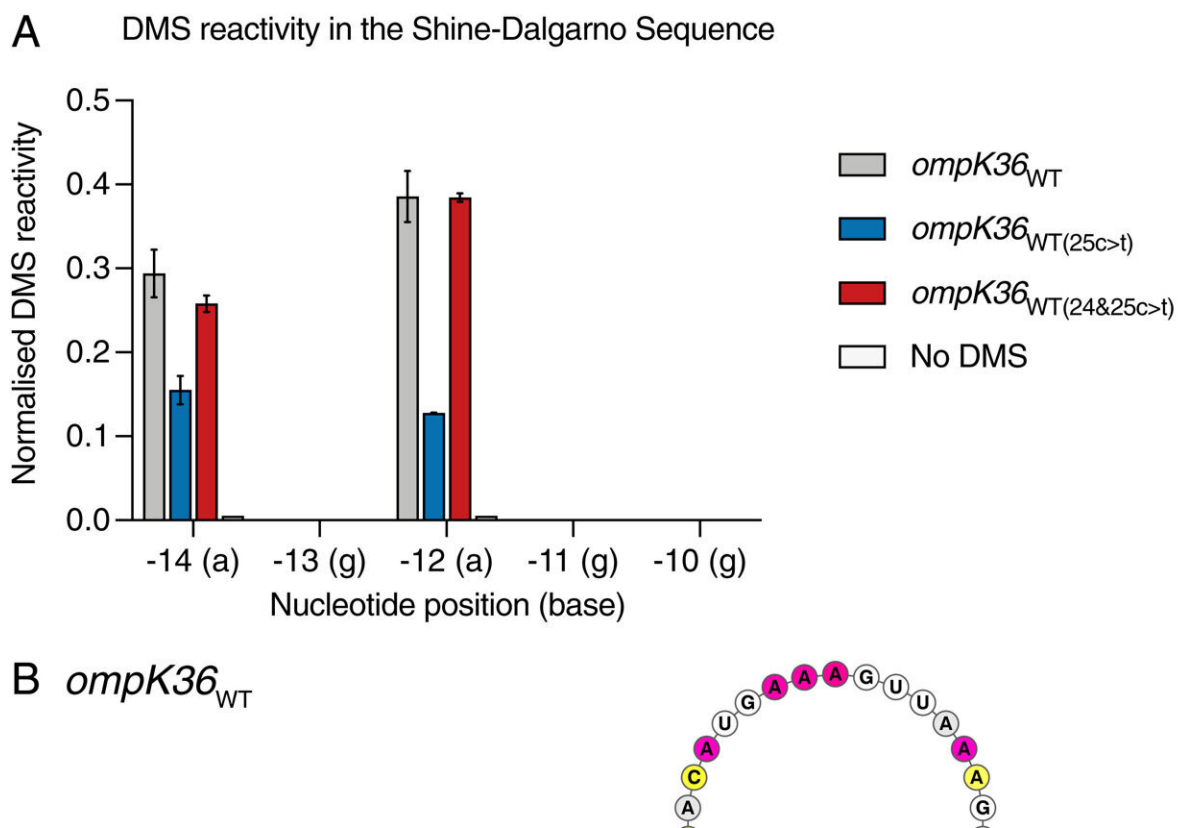 A DMS reactivity in the Shine-Dalgarno Sequence
Normalised DMS reactivity
0.5
0.4
0.3
0.2
0.1
0.0
-14 (a) -13 (g) -12 (a) -11 (g) -10 (g)
Nucleotide position (base)
ompK36WT
ompK36WT(25c>t)
ompK36WT(24&25c>t)
No DMS
B ompK36WT
A C A U G A A A G U U A A A G